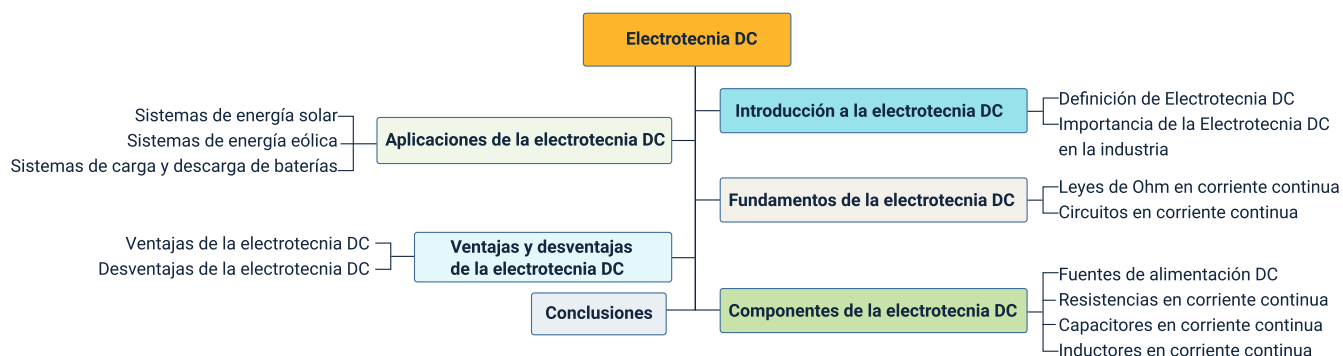 Electrotecnia DC
Introducción a la electrotecnia DC
Definición de Electrotecnia DC
Importancia de la Electrotecnia DC
en la industria
Fundamentos de la electrotecnia DC
Leyes de Ohm en corriente continua
Circuitos en corriente continua
Componentes de la electrotecnia DC
Fuentes de alimentación DC
Resistencias en corriente continua
Capacitores en corriente continua
Inductores en corriente continua
Aplicaciones de la electrotecnia DC
Sistemas de energía solar
Sistemas de energía eólica
Sistemas de carga y descarga de baterías
Ventajas y desventajas
de la electrotecnia DC
Ventajas de la electrotecnia DC
Desventajas de la electrotecnia DC
Conclusiones